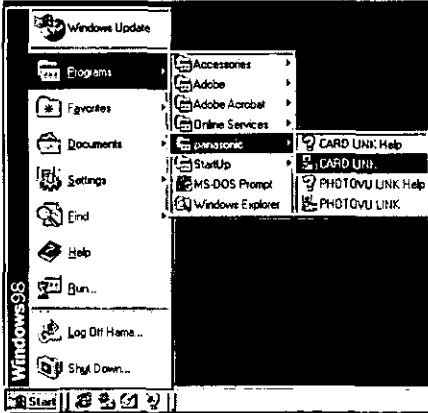 Windows Update
Programs
Favorites
Documents
Settings
Find
Help
Run...
Log Off Hama...
Shut Down...
Windows98
Start
Accessories
Adobe
Adobe Acrobat
Online Services
panasonic
StartUp
MS-DOS Prompt
Windows Explorer
CARD LINK Help
CARD LINK
PHOTOVU LINK Help
PHOTOVU LINK